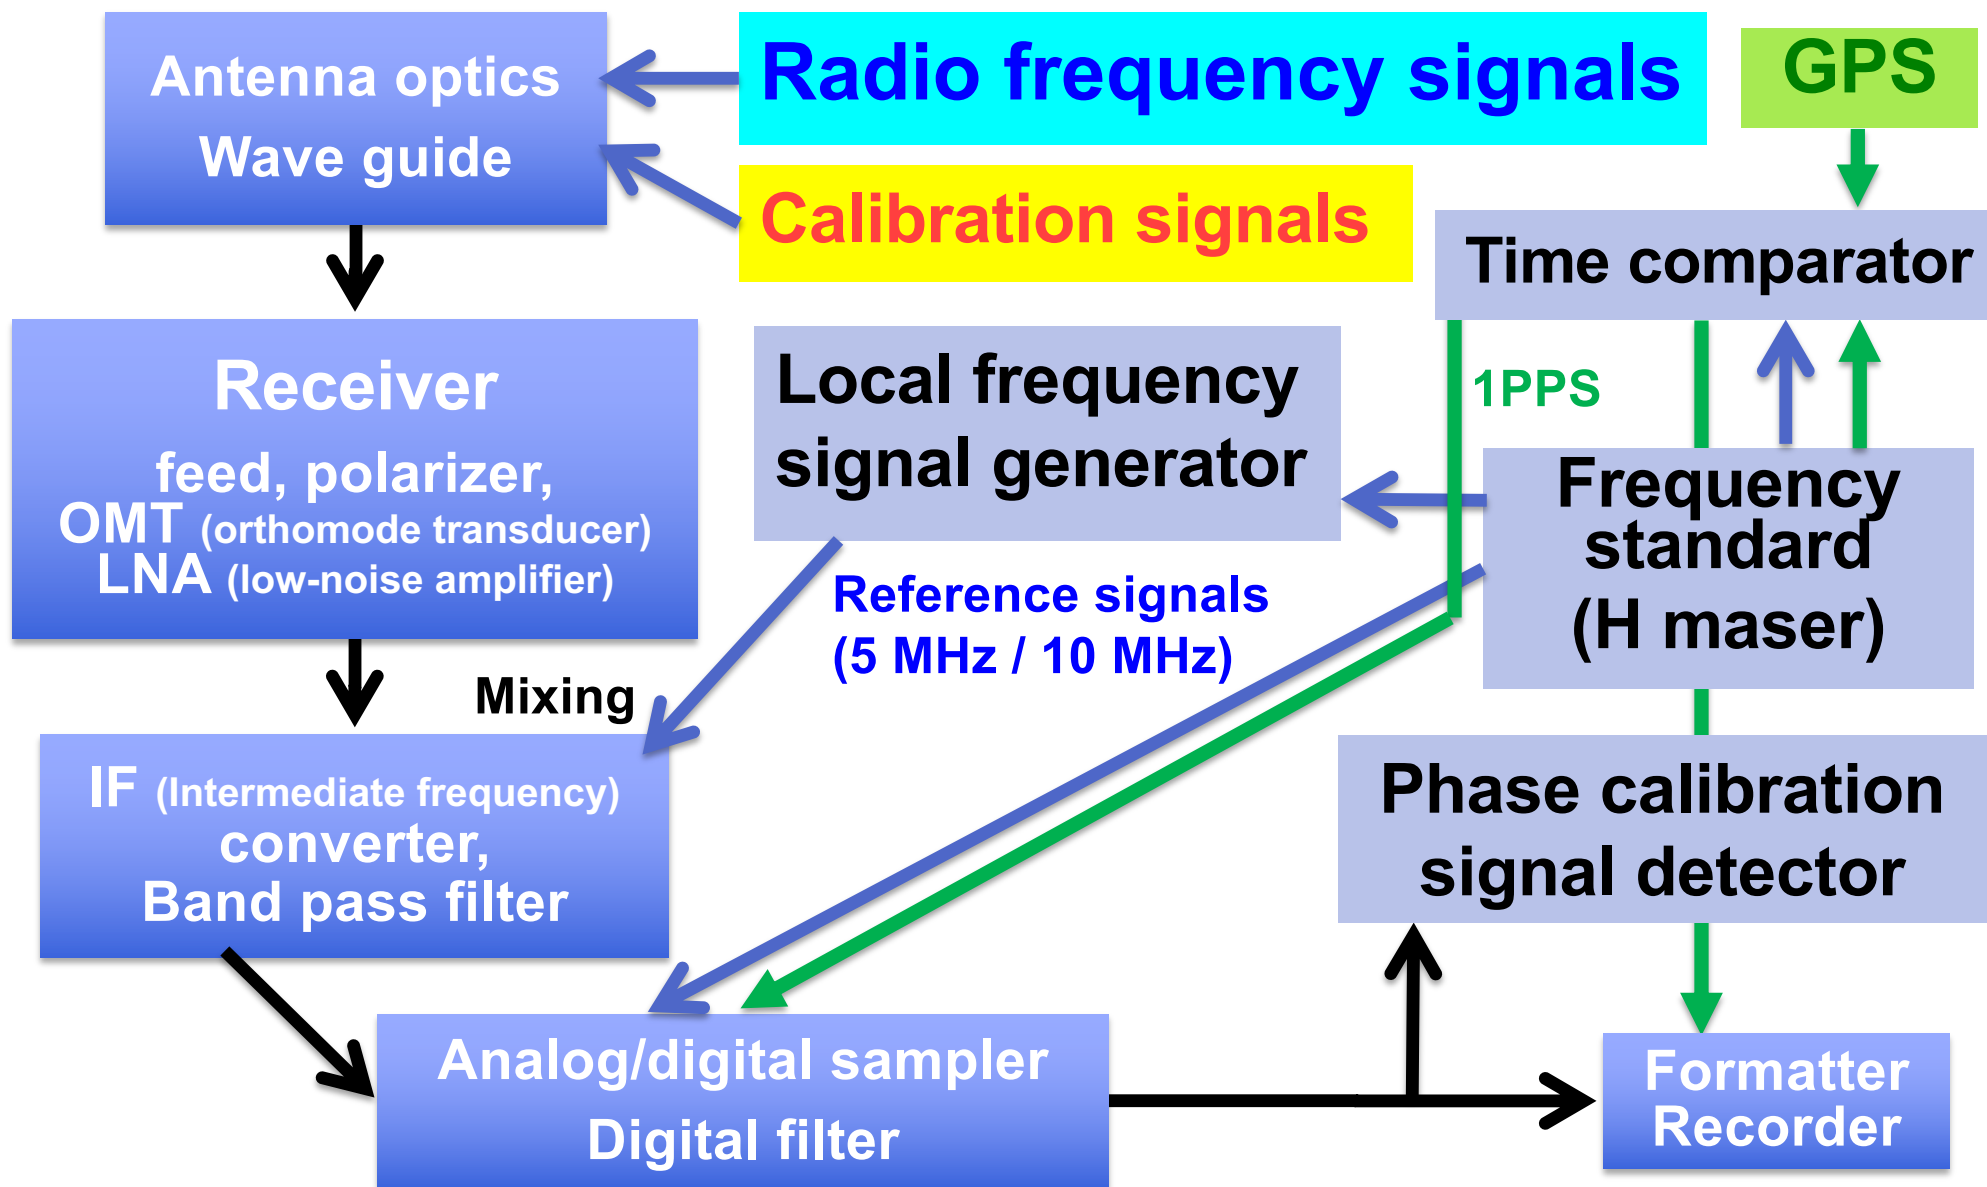 Antenna optics
Wave guide
Radio frequency signals
GPS
Calibration signals
Time comparator
Receiver
feed, polarizer,
OMT (orthomode transducer)
LNA (low-noise amplifier)
Local frequency
signal generator
1PPS
Frequency
standard
(H maser)
Reference signals
(5 MHz / 10 MHz)
Mixing
IF (Intermediate frequency)
converter,
Band pass filter
Phase calibration
signal detector
Analog/digital sampler
Digital filter
Formatter
Recorder